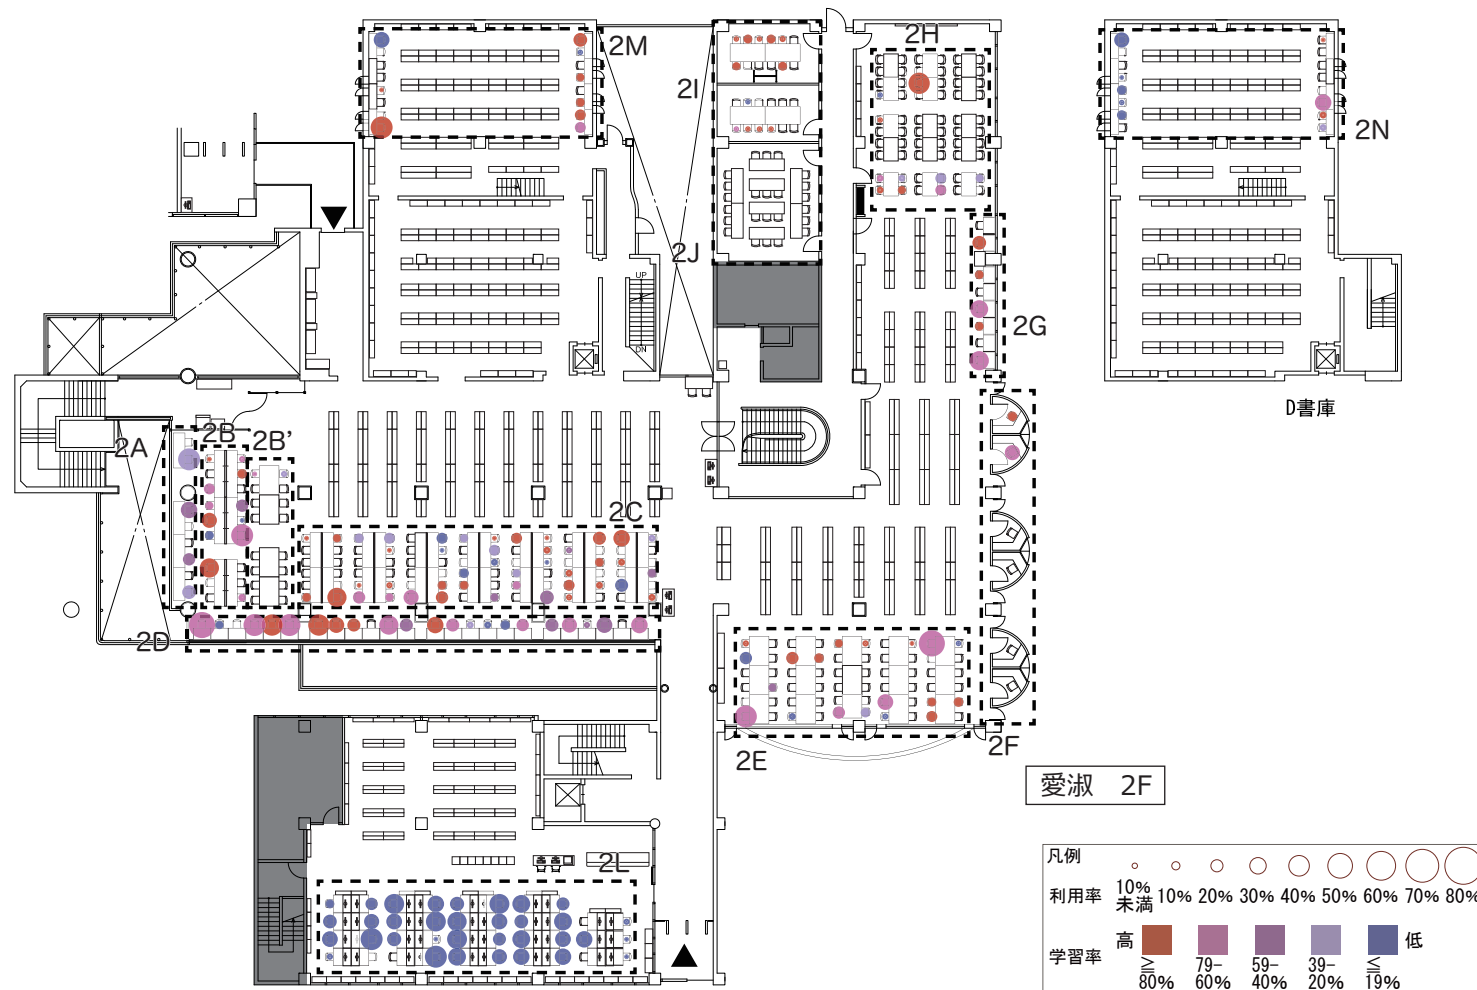 2M
2H
2I
2N
2J
UP
2G
DN
D書庫
2A
2B
2B’
2C
2D
2E
2F
愛淑 2F
2L
凡例
利用率
10%
未満
10%
20%
30%
40%
50%
60%
70%
80%
学習率
高
低
≧
80%
79-
60%
59-
40%
39-
20%
≦
19%